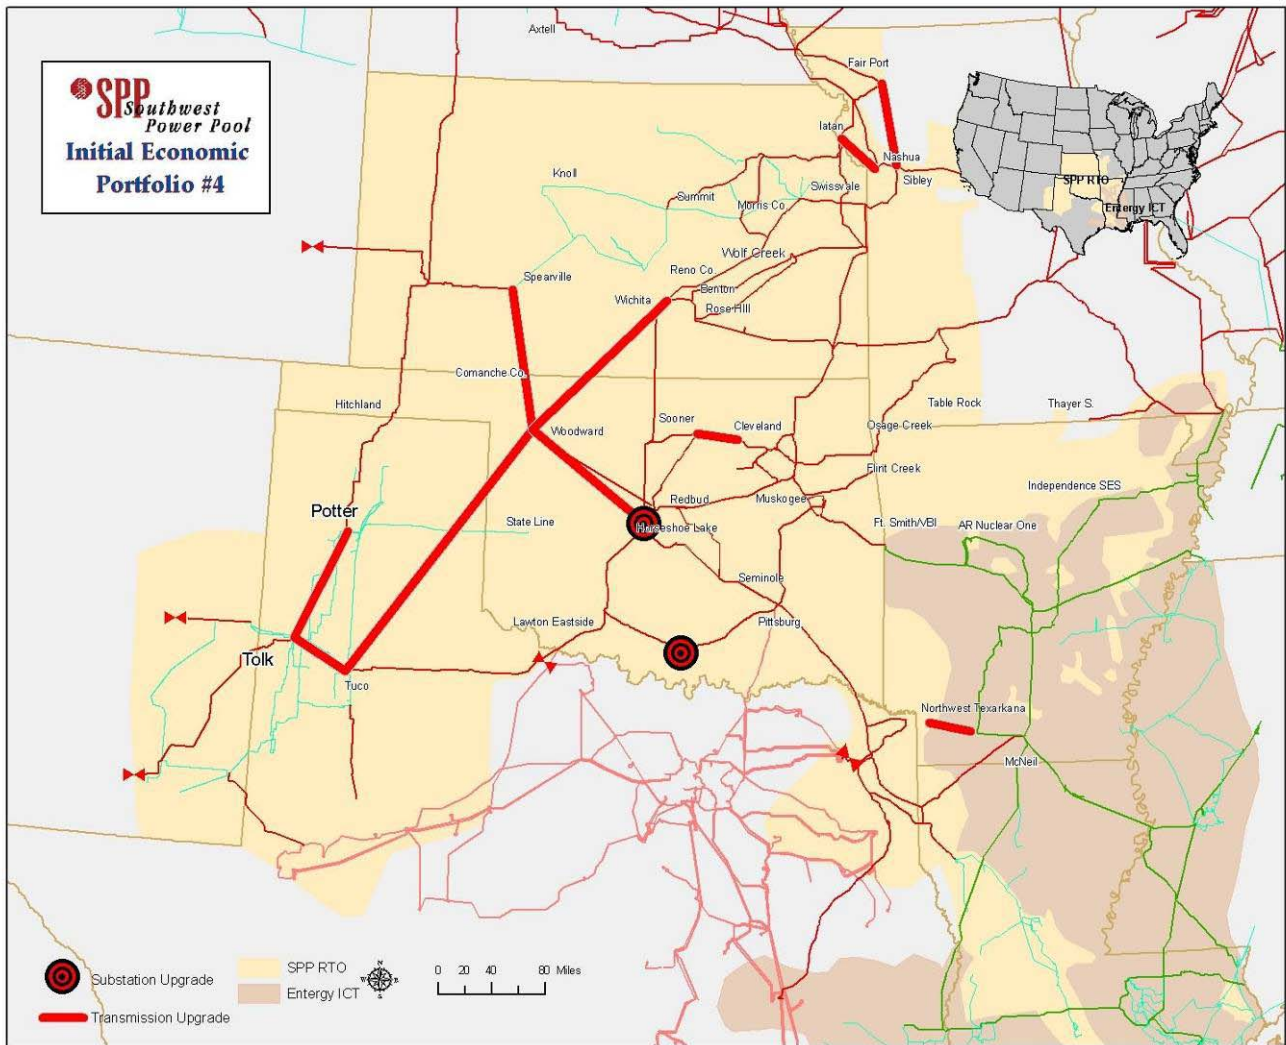 Axtell
Fair Port
SPP
Southwest
Power Pool
Initial Economic
Portfolio #4
Iatan
Nashua
Sibley
Knoll
Summit
Swissvale
Morris Co.
SPP RTO
Entergy ICT
Wolf Creek
Reno Co.
Spearville
Benton
Wichita
Rose HIll
Comanche Co.
Hitchland
Table Rock
Thayer S.
Sooner
Cleveland
Osage Creek
Woodward
Flint Creek
Independence SES
Redbud
Muskogee
Potter
State Line
Horseshoe Lake
Ft. Smith/VBI
AR Nuclear One
Seminole
Lawton Eastside
Pittsburg
Tolk
Tuco
Northwest Texarkana
McNeil
Substation Upgrade
Transmission Upgrade
SPP RTO
Entergy ICT
N
W E
S
0 20 40 80 Miles